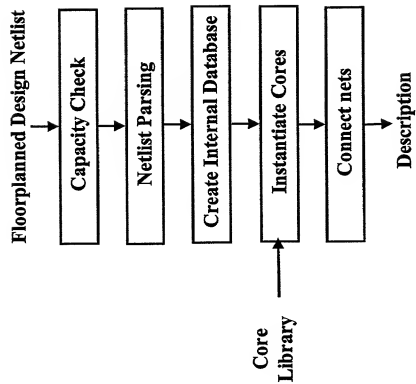 Floorplanned Design Netlist
Capacity Check
Netlist Parsing
Create Internal Database
Instantiate Cores
Connect nets
Description
Core
Library